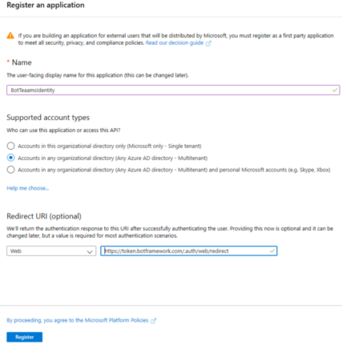 Register an application
If you are building an application for external users that will be distributed by Microsoft, you must register as a first party application
to meet all security, privacy, and compliance policies. Read our decision guide
* Name
The user-facing display name for this application (this can be changed later).
BotTeaamsIdentity
Supported account types
Who can use this application or access this API?
Accounts in this organizational directory only (Microsoft only - Single tenant)
Accounts in any organizational directory (Any Azure AD directory - Multitenant)
Accounts in any organizational directory (Any Azure AD directory - Multitenant) and personal Microsoft accounts (e.g. Skype, Xbox)
Help me choose...
Redirect URI (optional)
We'll return the authentication response to this URI after successfully authenticating the user. Providing this now is optional and it can be
changed later, but a value is required for most authentication scenarios.
Web
https://token.botframework.com/.auth/web/redirect
By proceeding, you agree to the Microsoft Platform Policies
Register